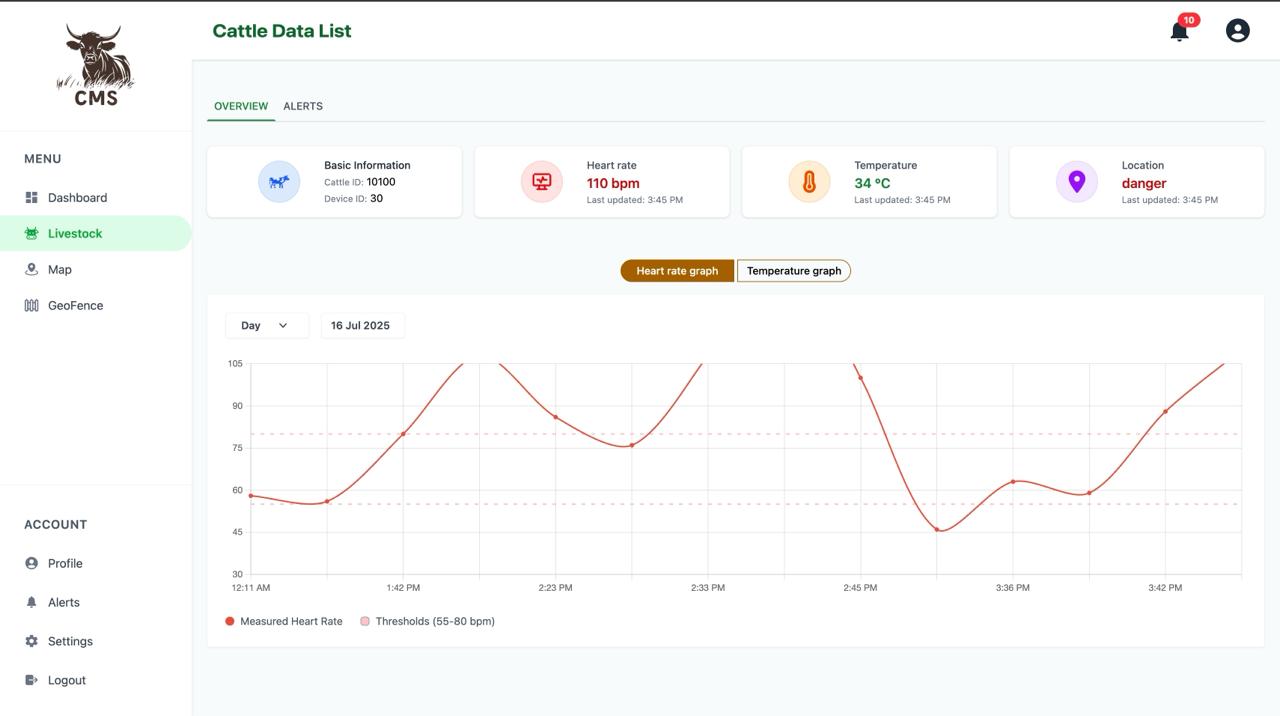 CMS
Cattle Data List
10
MENU
Dashboard
Livestock
Map
GeoFence
ACCOUNT
Profile
Alerts
Settings
Logout
OVERVIEW ALERTS
Basic Information
Cattle ID: 10100
Device ID: 30
Heart rate
110 bpm
Last updated: 3:45 PM
Temperature
34 °C
Last updated: 3:45 PM
Location
danger
Last updated: 3:45 PM
Heart rate graph Temperature graph
Day 16 Jul 2025
105
90
75
60
45
30
12:11 AM 1:42 PM 2:23 PM 2:33 PM 2:45 PM 3:36 PM 3:42 PM
Measured Heart Rate Thresholds (55-80 bpm)